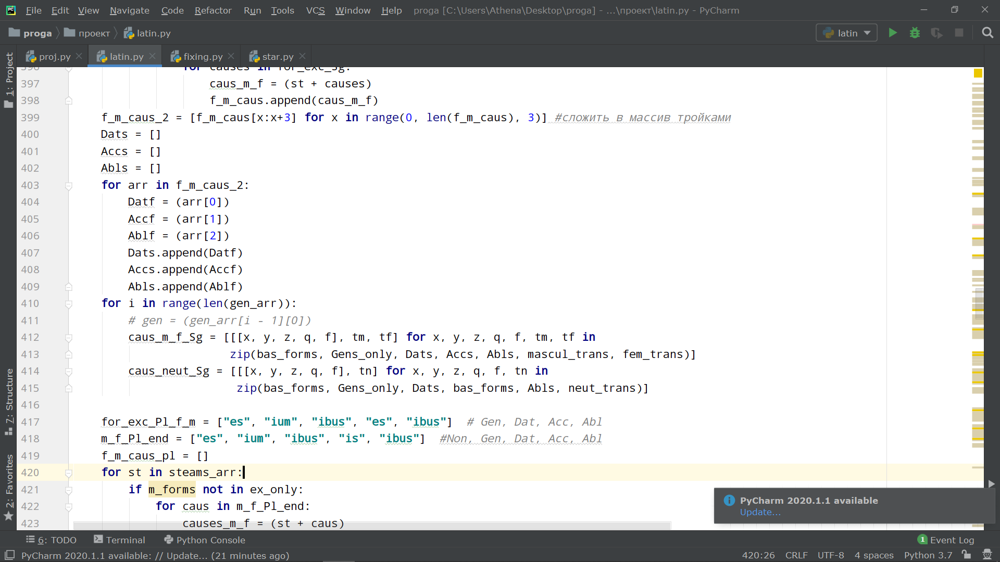 File Edit View Navigate Code Refactor Run Tools VCS Window Help proga [C:\Users\Athena\Desktop\proga] - ...\проект\latin.py - PyCharm
proga проект latin.py latin
proj.py latin.py fixing.py star.py
1: Project
7: Structure
2: Favorites
396 for causes in for_exc_Sg:
397 caus_m_f = (st + causes)
398 f_m_caus.append(caus_m_f)
399 f_m_caus_2 = [f_m_caus[x:x+3] for x in range(0, len(f_m_caus), 3)] #сложить в массив тройками
400 Dats = []
401 Accs = []
402 Abls = []
403 for arr in f_m_caus_2:
404 Datf = (arr[0])
405 Accf = (arr[1])
406 Ablf = (arr[2])
407 Dats.append(Datf)
408 Accs.append(Accf)
409 Abls.append(Ablf)
410 for i in range(len(gen_arr)):
411 # gen = (gen_arr[i - 1][0])
412 caus_m_f_Sg = [[[x, y, z, q, f], tm, tf] for x, y, z, q, f, tm, tf in
413 zip(bas_forms, Gens_only, Dats, Accs, Abls, mascul_trans, fem_trans)]
414 caus_neut_Sg = [[[x, y, z, q, f], tn] for x, y, z, q, f, tn in
415 zip(bas_forms, Gens_only, Dats, bas_forms, Abls, neut_trans)]
416
417 for_exc_Pl_f_m = ["es", "ium", "ibus", "es", "ibus"] # Gen, Dat, Acc, Abl
418 m_f_Pl_end = ["es", "ium", "ibus", "is", "ibus"] #Non, Gen, Dat, Acc, Abl
419 f_m_caus_pl = []
420 for st in steams_arr:
421 if m_forms not in ex_only:
422 for caus in m_f_Pl_end:
423 causes_m_f = (st + caus)
PyCharm 2020.1.1 available
Update...
6: TODO Terminal Python Console 1 Event Log
PyCharm 2020.1.1 available: // Update... (21 minutes ago) 420:26 CRLF UTF-8 4 spaces Python 3.7